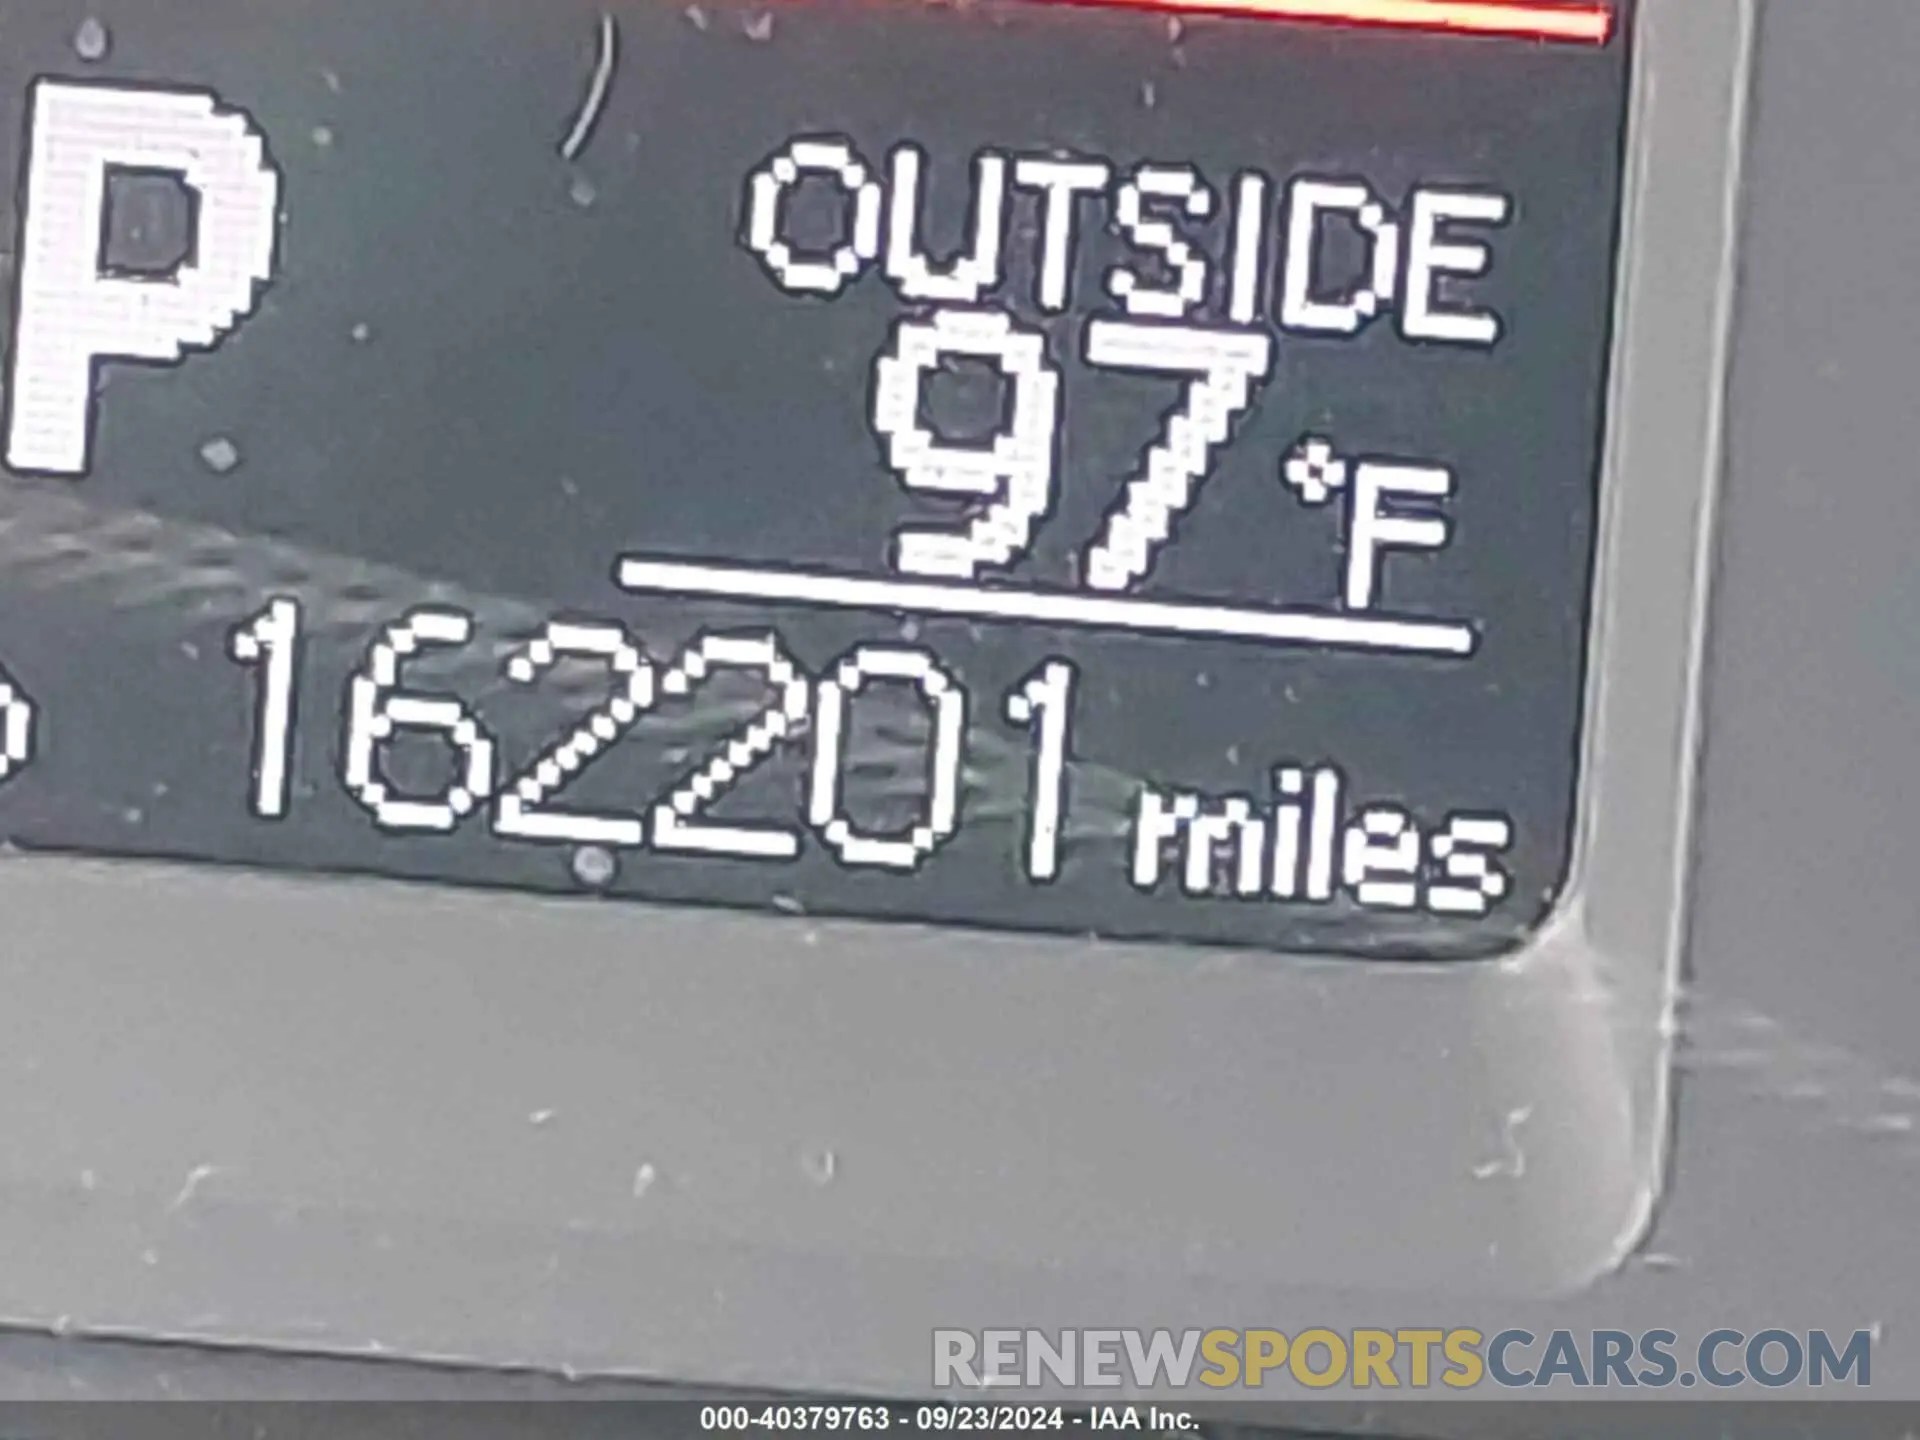 P
OUTSIDE
97 °F
162201 miles
RENEWSPORTSCARS.COM
000-40379763 - 09/23/2024 - IAA Inc.